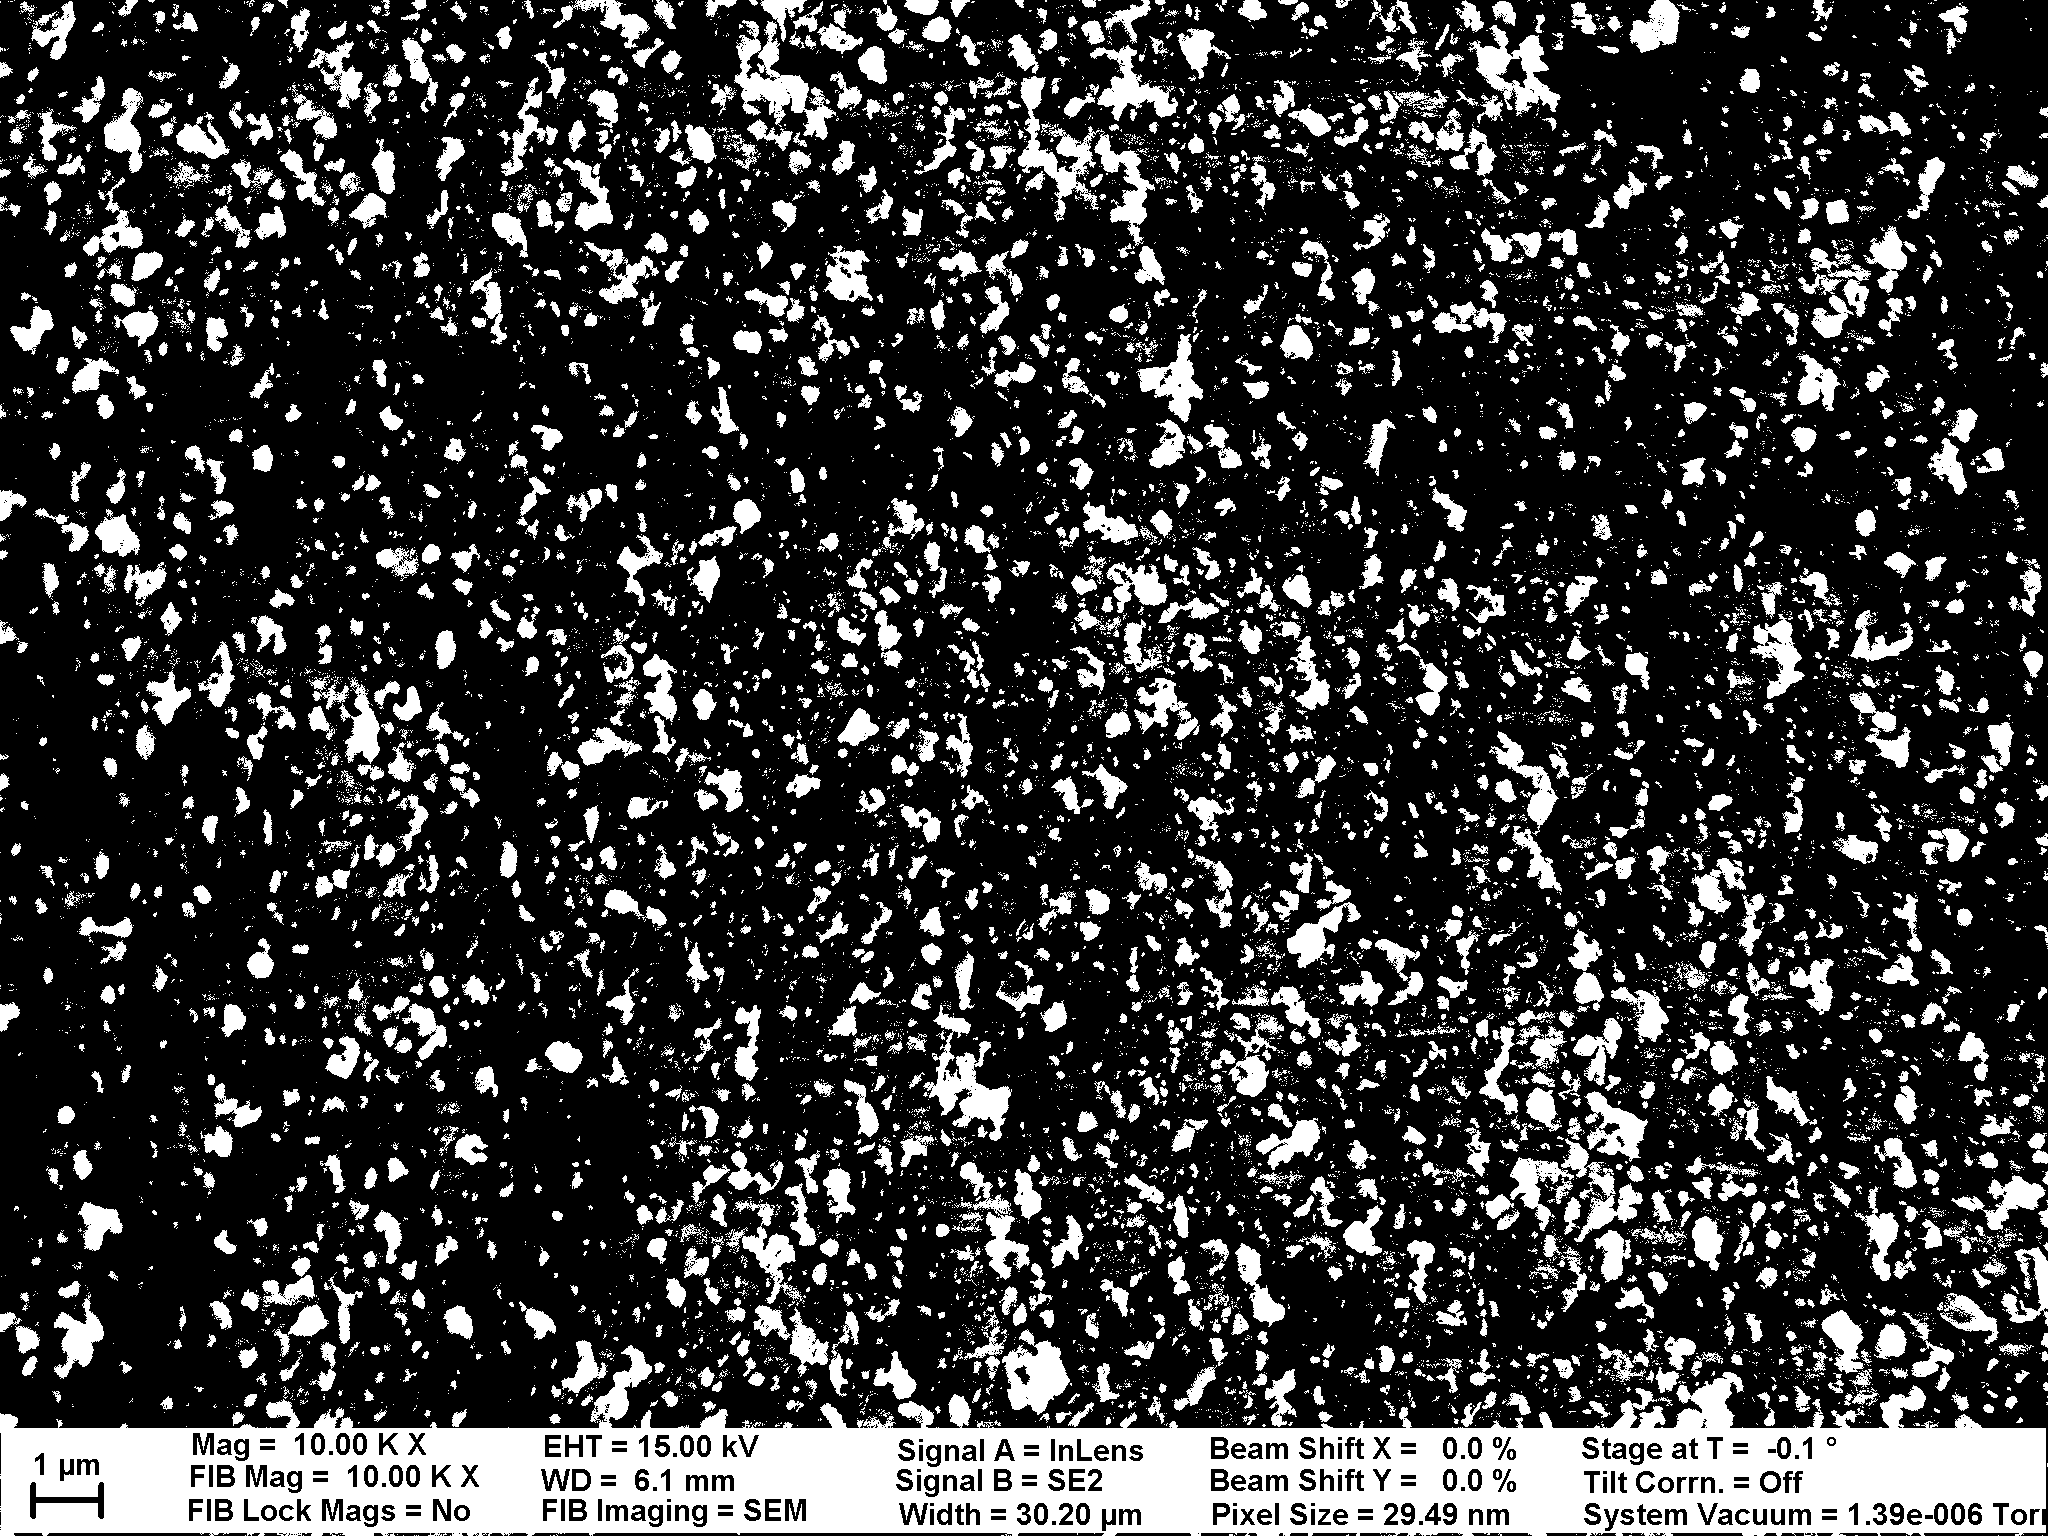 1 µm
Mag = 10.00 K X
FIB Mag = 10.00 K X
FIB Lock Mags = No
EHT = 15.00 kV
WD = 6.1 mm
FIB Imaging = SEM
Signal A = InLens
Signal B = SE2
Width = 30.20 µm
Beam Shift X = 0.0 %
Beam Shift Y = 0.0 %
Pixel Size = 29.49 nm
Stage at T = -0.1 °
Tilt Corrn. = Off
System Vacuum = 1.39e-006 Torr